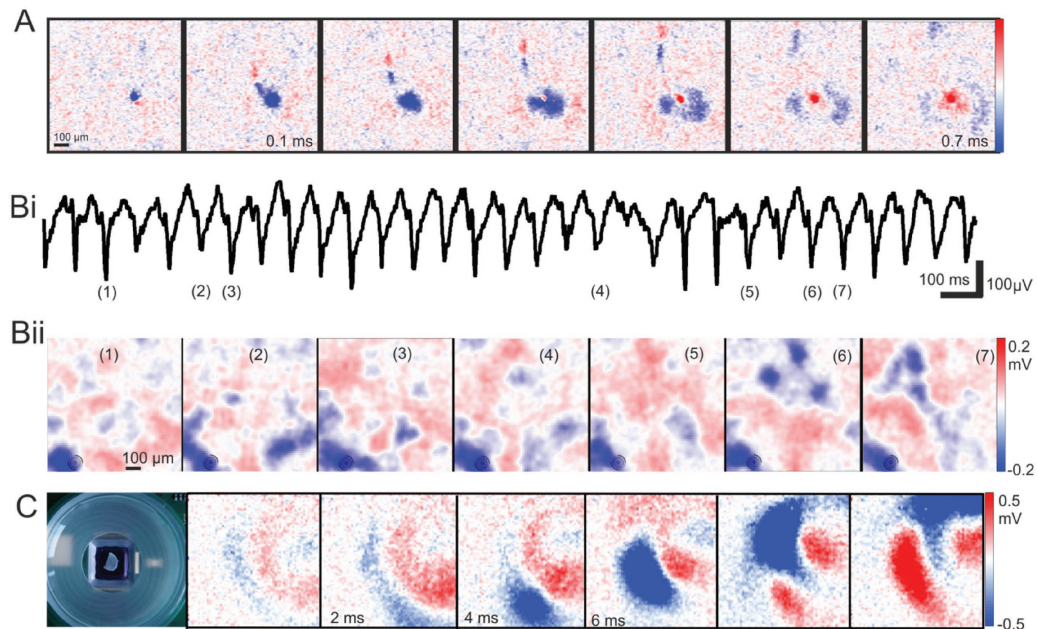 A
100 μm
0.1 ms
0.7 ms
Bi
(1)
(2)
(3)
(4)
(5)
(6)
(7)
100 ms
100μV
Bii
(1)
(2)
(3)
(4)
(5)
(6)
(7)
0.2
mV
-0.2
100 μm
C
0.5
mV
-0.5
2 ms
4 ms
6 ms